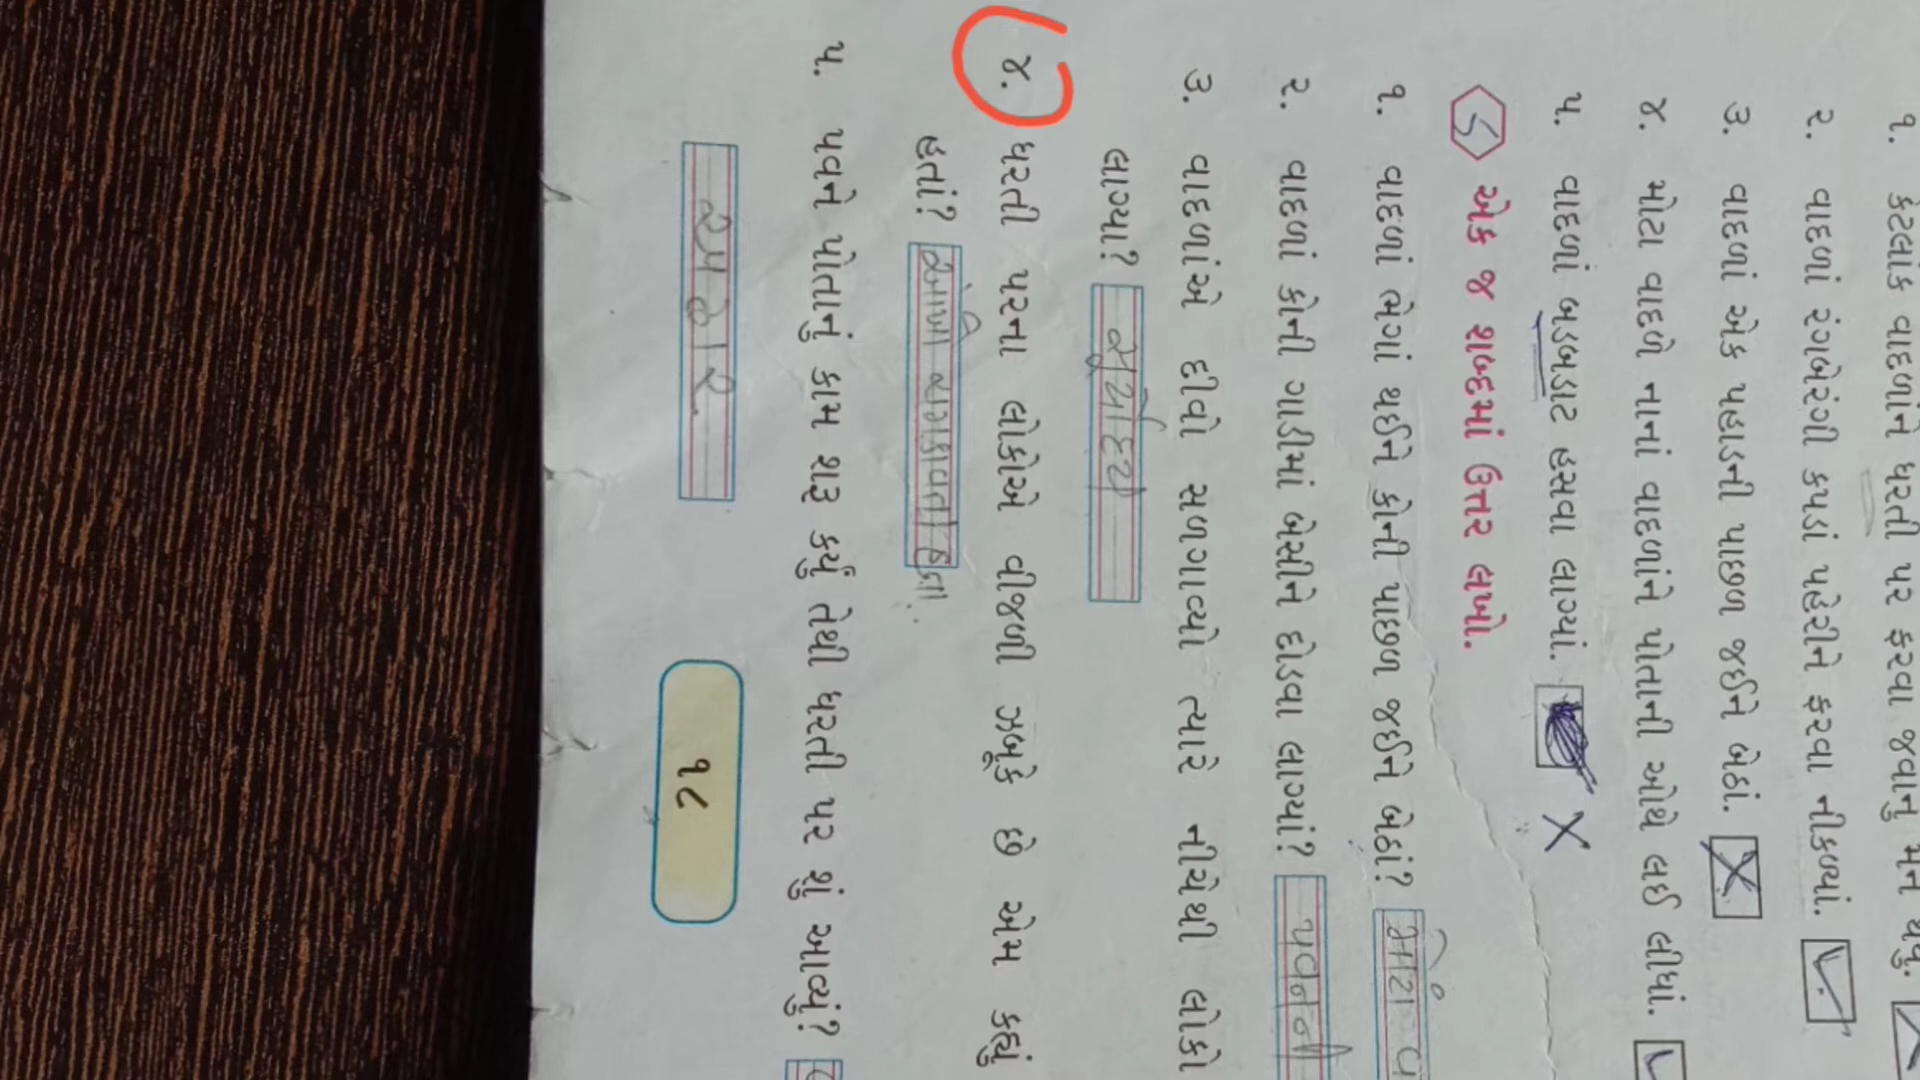 ૧. કેટલાંક વાદળોને ધરતી પર ફરવા જવાનું મન થયું.
૨. વાદળાં રંગબેરંગી કપડાં પહેરીને ફરવા નીકળ્યાં.
૩. વાદળાં એક પહાડની પાછળ જઈને બેઠાં.
૪. મોટા વાદળે નાનાં વાદળાંને પોતાની ઓથે લઈ લીધાં.
૫. વાદળાં ખડખડાટ હસવા લાગ્યાં.
એક જ શબ્દમાં ઉત્તર લખો.
૧. વાદળાં ભેગાં થઈને કોની પાછળ જઈને બેઠાં?
૨. વાદળાં કોની ગાડીમાં બેસીને દોડવા લાગ્યાં? પવનની
૩. વાદળાંએ દીવો સળગાવ્યો ત્યારે નીચેથી લોકો
લાગ્યા? સૂર્યોદય
૪. ધરતી પરના લોકોએ વીજળી ઝબૂકે છે એમ કહ્યું
હતાં?
૫. પવને પોતાનું કામ શરૂ કર્યું તેથી ધરતી પર શું આવ્યું?
૧૮